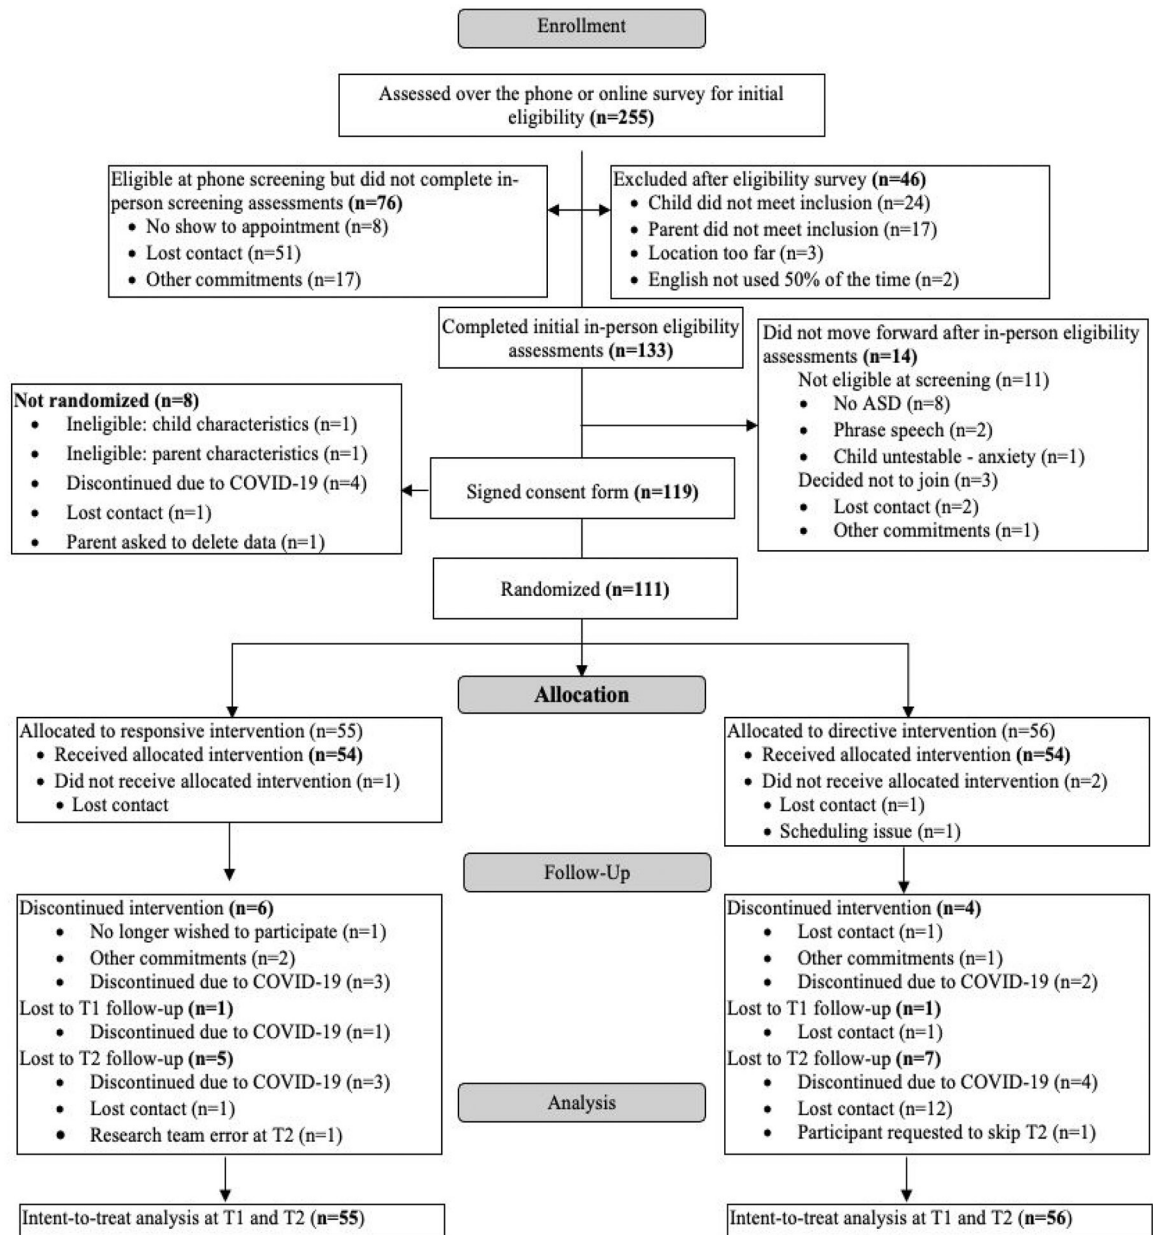 Enrollment
Assessed over the phone or online survey for initial
eligibility (n=255)
Eligible at phone screening but did not complete in-
person screening assessments (n=76)
• No show to appointment (n=8)
• Lost contact (n=51)
• Other commitments (n=17)
Excluded after eligibility survey (n=46)
• Child did not meet inclusion (n=24)
• Parent did not meet inclusion (n=17)
• Location too far (n=3)
• English not used 50% of the time (n=2)
Completed initial in-person eligibility
assessments (n=133)
Did not move forward after in-person eligibility
assessments (n=14)
Not eligible at screening (n=11)
• No ASD (n=8)
• Phrase speech (n=2)
• Child untestable - anxiety (n=1)
Decided not to join (n=3)
• Lost contact (n=2)
• Other commitments (n=1)
Not randomized (n=8)
• Ineligible: child characteristics (n=1)
• Ineligible: parent characteristics (n=1)
• Discontinued due to COVID-19 (n=4)
• Lost contact (n=1)
• Parent asked to delete data (n=1)
Signed consent form (n=119)
Randomized (n=111)
Allocation
Allocated to responsive intervention (n=55)
• Received allocated intervention (n=54)
• Did not receive allocated intervention (n=1)
• Lost contact
Allocated to directive intervention (n=56)
• Received allocated intervention (n=54)
• Did not receive allocated intervention (n=2)
• Lost contact (n=1)
• Scheduling issue (n=1)
Follow-Up
Discontinued intervention (n=6)
• No longer wished to participate (n=1)
• Other commitments (n=2)
• Discontinued due to COVID-19 (n=3)
Lost to T1 follow-up (n=1)
• Discontinued due to COVID-19 (n=1)
Lost to T2 follow-up (n=5)
• Discontinued due to COVID-19 (n=3)
• Lost contact (n=1)
• Research team error at T2 (n=1)
Discontinued intervention (n=4)
• Lost contact (n=1)
• Other commitments (n=1)
• Discontinued due to COVID-19 (n=2)
Lost to T1 follow-up (n=1)
• Lost contact (n=1)
Lost to T2 follow-up (n=7)
• Discontinued due to COVID-19 (n=4)
• Lost contact (n=12)
• Participant requested to skip T2 (n=1)
Analysis
Intent-to-treat analysis at T1 and T2 (n=55)
Intent-to-treat analysis at T1 and T2 (n=56)